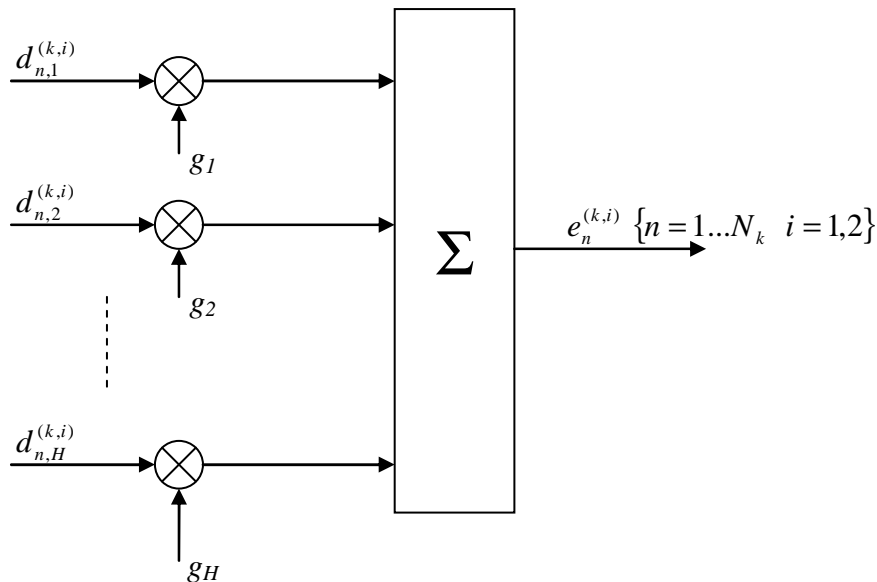 d_{n,1}^{(k,i)}
g_1
d_{n,2}^{(k,i)}
g_2
Σ
e_n^{(k,i)} {n = 1...N_k i = 1,2}
d_{n,H}^{(k,i)}
g_H